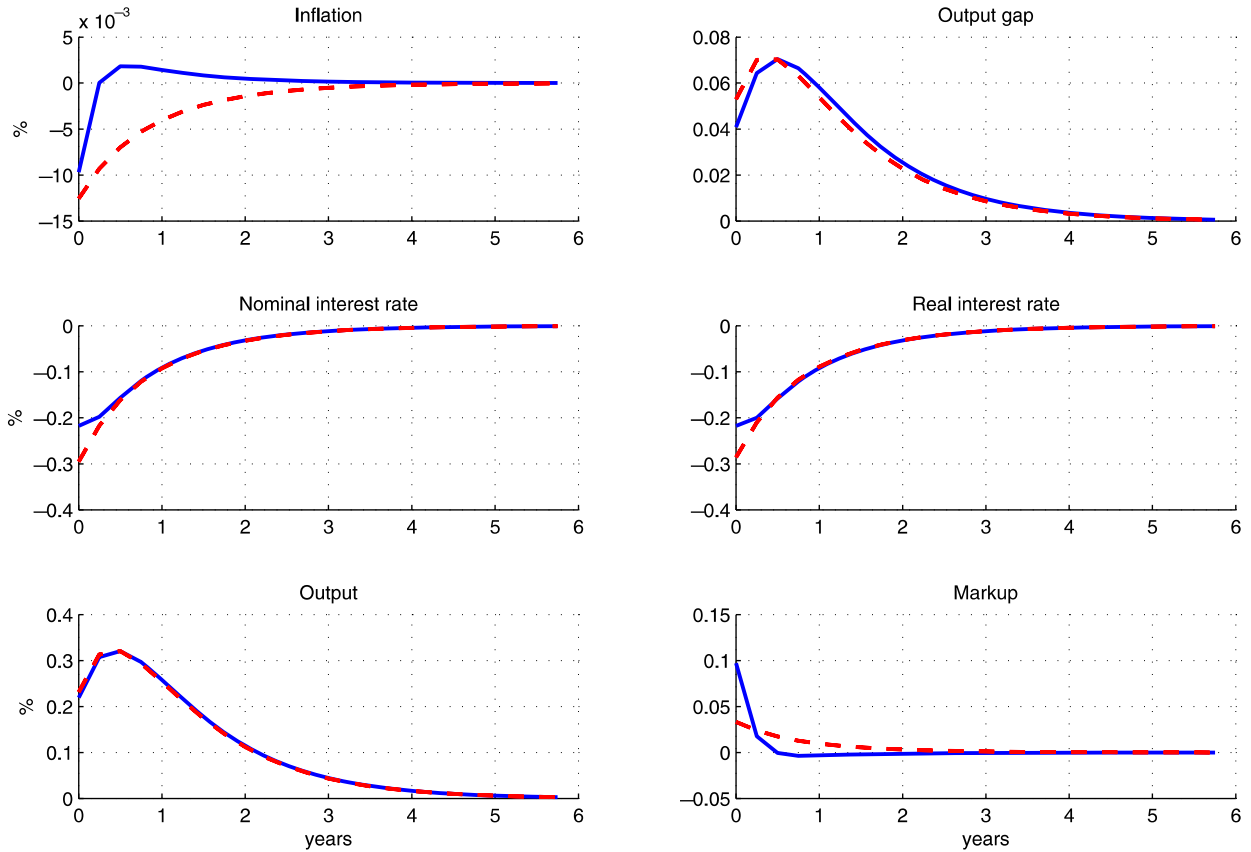 Inflation
x 10⁻³
5
0
−5
−10
−15
%
0 1 2 3 4 5 6
Output gap
0.08
0.06
0.04
0.02
0
0 1 2 3 4 5 6
Nominal interest rate
0
−0.1
−0.2
−0.3
−0.4
%
0 1 2 3 4 5 6
Real interest rate
0
−0.1
−0.2
−0.3
−0.4
0 1 2 3 4 5 6
Output
0.4
0.3
0.2
0.1
0
%
0 1 2 3 4 5 6
years
Markup
0.15
0.1
0.05
0
−0.05
0 1 2 3 4 5 6
years